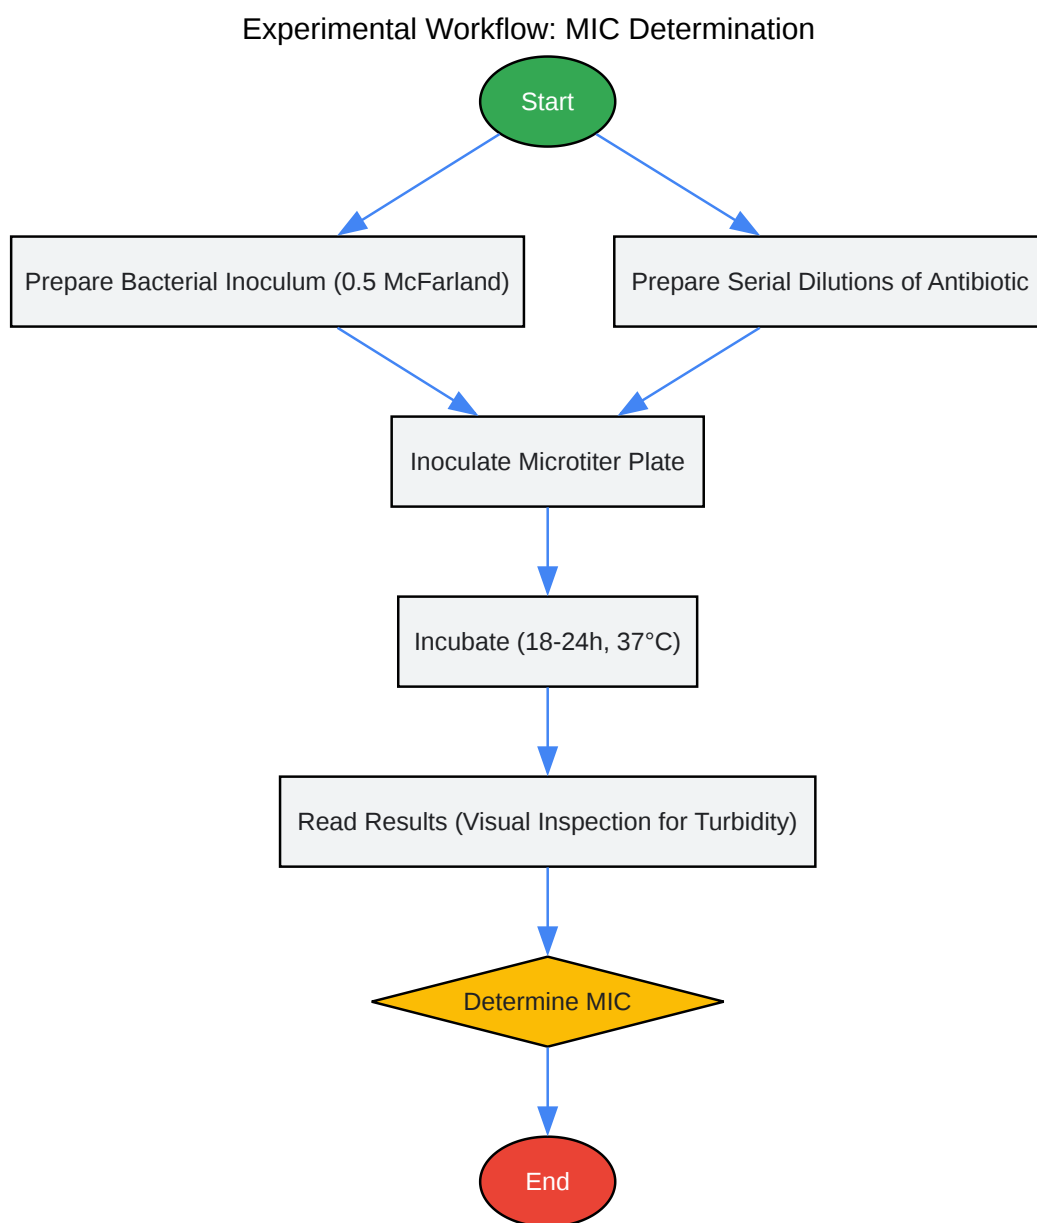 Experimental Workflow: MIC Determination
Start
Prepare Bacterial Inoculum (0.5 McFarland)
Prepare Serial Dilutions of Antibiotic
Inoculate Microtiter Plate
Incubate (18-24h, 37°C)
Read Results (Visual Inspection for Turbidity)
Determine MIC
End